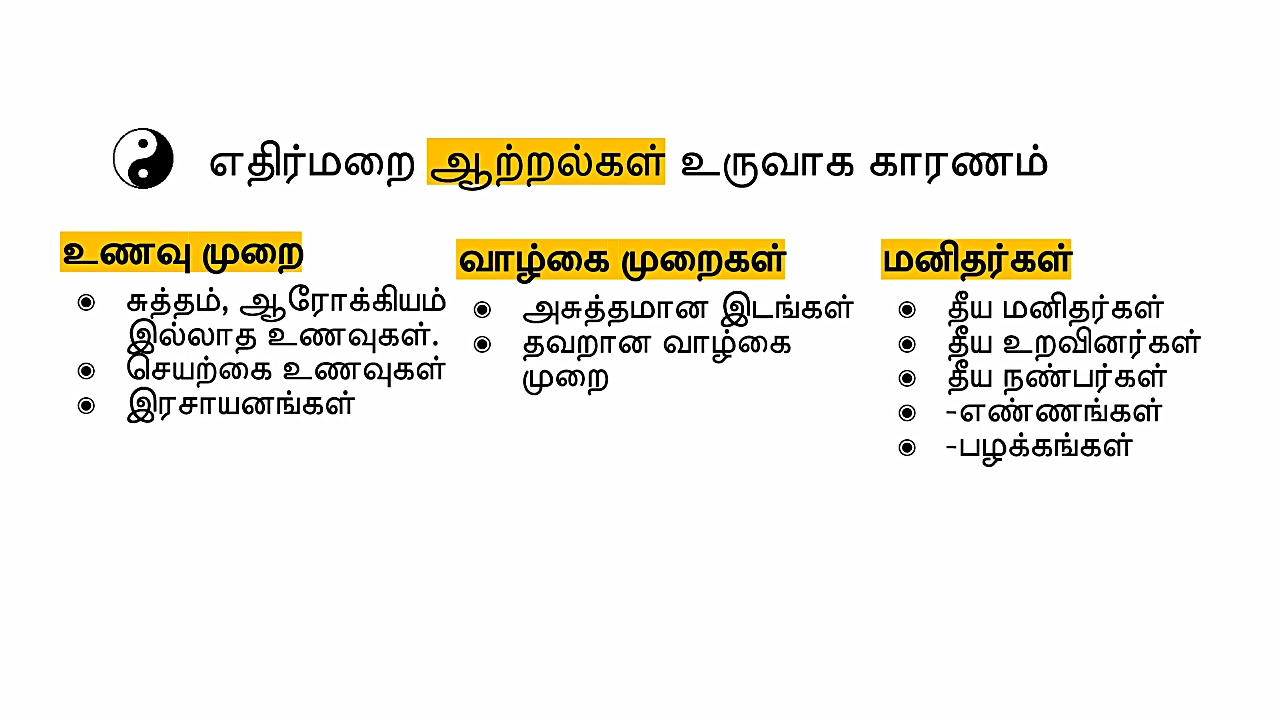 எதிர்மறை ஆற்றல்கள் உருவாக காரணம்
உணவு முறை
சுத்தம், ஆரோக்கியம்
இல்லாத உணவுகள்.
செயற்கை உணவுகள்
இரசாயனங்கள்
வாழ்கை முறைகள்
அசுத்தமான இடங்கள்
தவறான வாழ்கை
முறை
மனிதர்கள்
தீய மனிதர்கள்
தீய உறவினர்கள்
தீய நண்பர்கள்
-எண்ணங்கள்
-பழக்கங்கள்